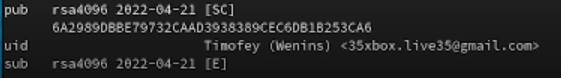 pub rsa4096 2022-04-21 [SC]
6A2989DBBE79732CAAD3938389CEC6DB1B253CA6
uid Timofey (Wenins) <35xbox.live35@gmail.com>
sub rsa4096 2022-04-21 [E]